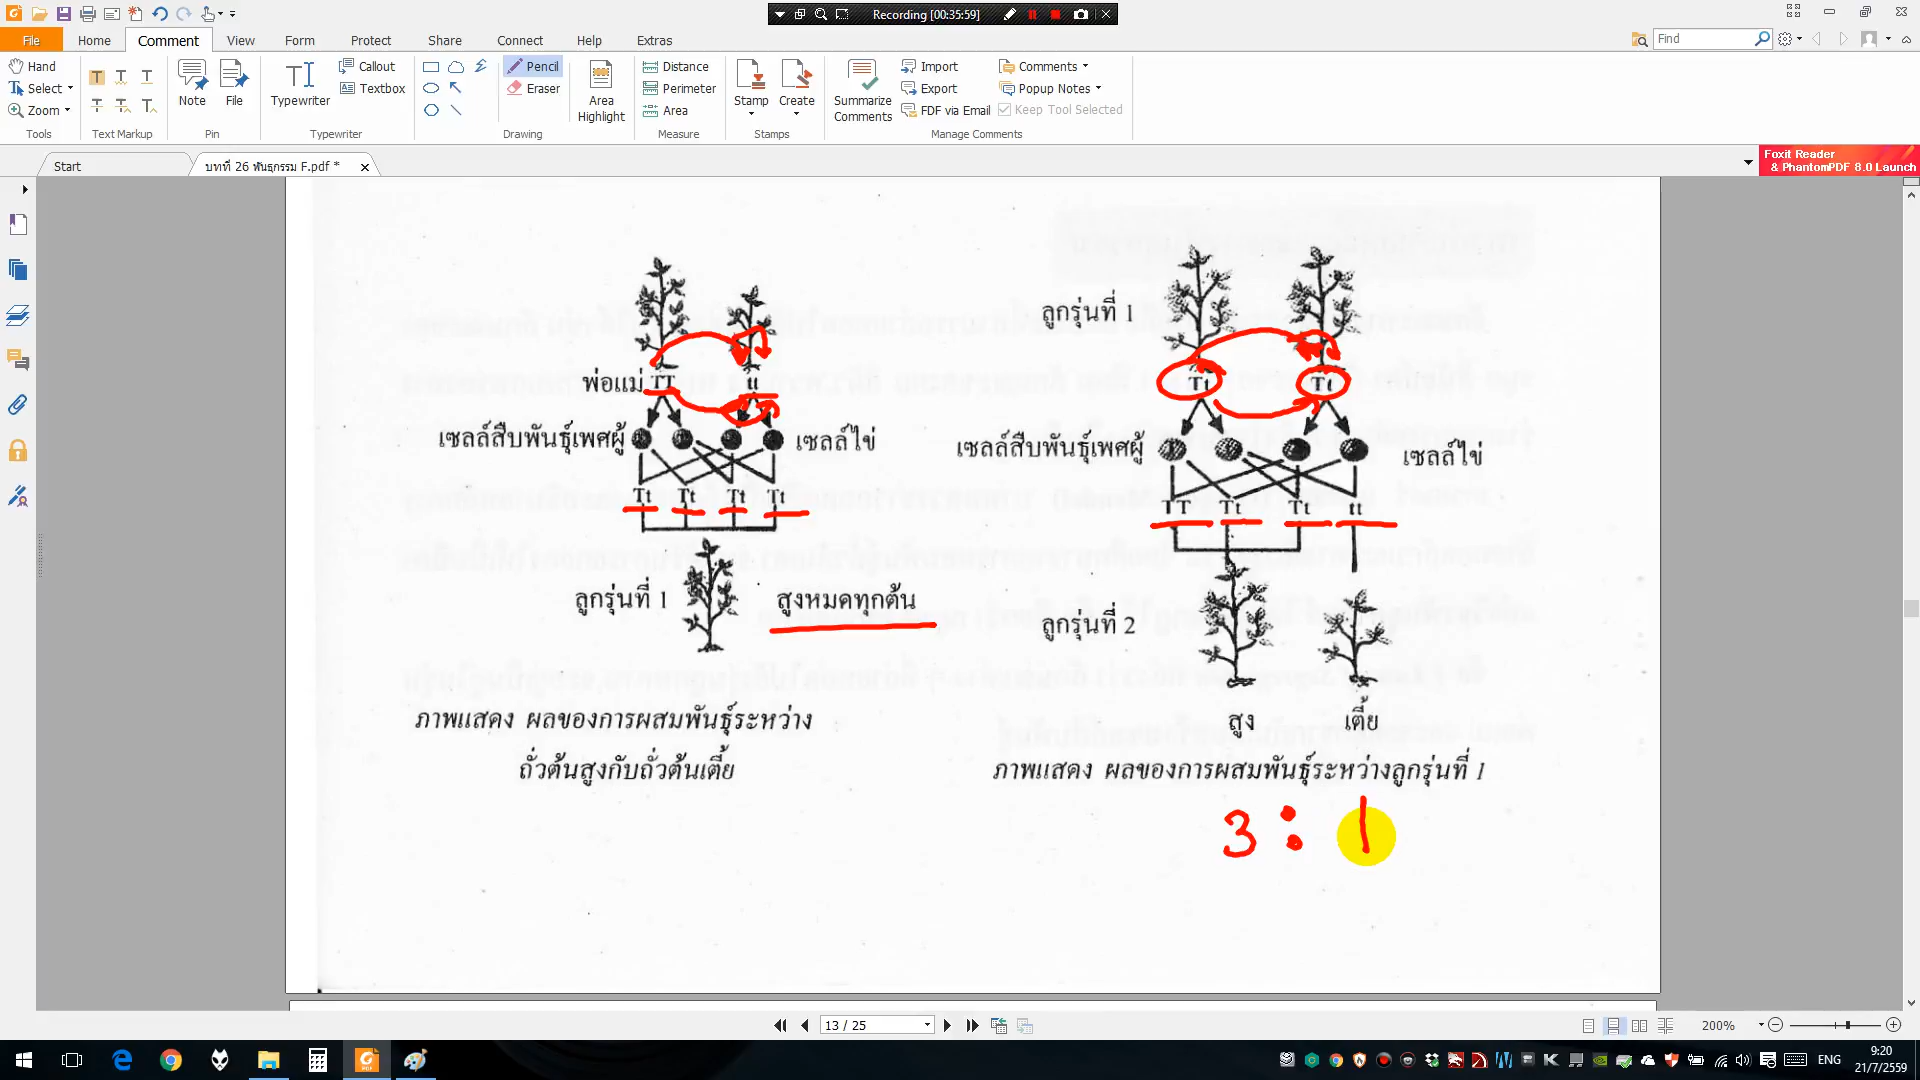 Recording [00:35:59]
File Home Comment View Form Protect Share Connect Help Extras
Find
Hand
Select
Zoom
Tools
Text Markup
Note
File
Pin
Typewriter
Typewriter
Callout
Textbox
Pencil
Eraser
Drawing
Area Highlight
Distance
Perimeter
Area
Measure
Stamp
Create
Stamps
Summarize Comments
Import
Export
FDF via Email
Comments
Popup Notes
Keep Tool Selected
Manage Comments
Start
บทที่ 26 พันธุกรรม F.pdf *
Foxit Reader
& PhantomPDF 8.0 Launch
พ่อแม่ TT tt
เซลล์สืบพันธุ์เพศผู้ เซลล์ไข่
Tt Tt Tt Tt
ลูกรุ่นที่ 1 สูงหมดทุกต้น
ภาพแสดง ผลของการผสมพันธุ์ระหว่าง
ถั่วต้นสูงกับถั่วต้นเตี้ย
ลูกรุ่นที่ 1
Tt Tt
เซลล์สืบพันธุ์เพศผู้ เซลล์ไข่
TT Tt Tt tt
ลูกรุ่นที่ 2
สูง เตี้ย
ภาพแสดง ผลของการผสมพันธุ์ระหว่างลูกรุ่นที่ 1
3 : 1
13 / 25
200%
ENG
9:20
21/7/2559